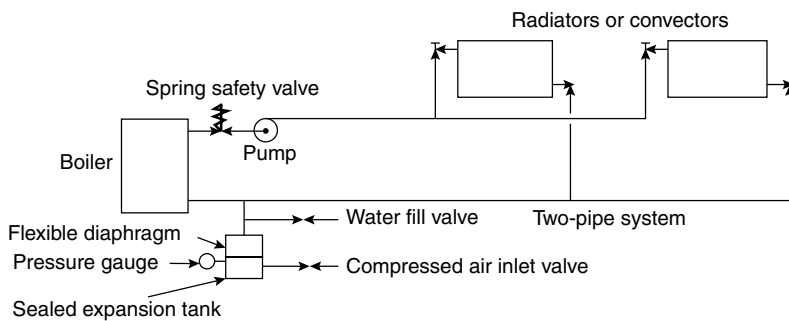 Radiators or convectors
Spring safety valve
Boiler
Pump
Water fill valve
Two-pipe system
Flexible diaphragm
Pressure gauge
Compressed air inlet valve
Sealed expansion tank